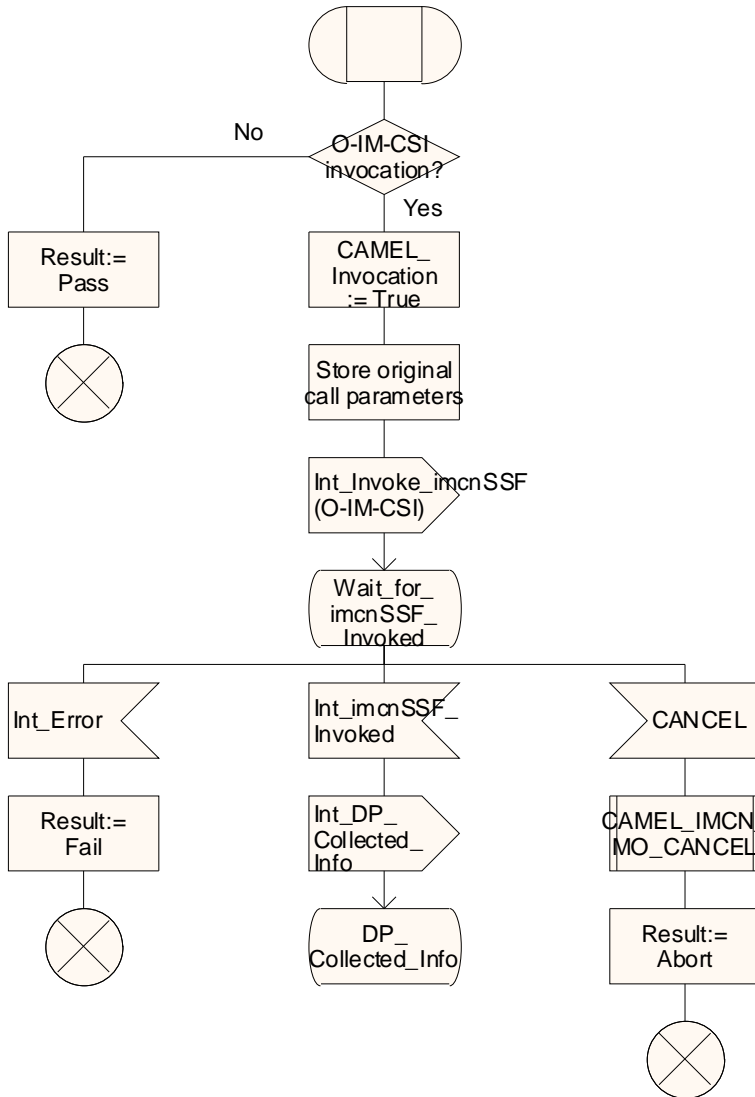 No
O-IM-CSI
invocation?
Yes
Result:=
Pass
CAMEL_
Invocation
:= True
Store original
call parameters
Int_Invoke_imcnSSF
(O-IM-CSI)
Wait_for_
imcnSSF_
Invoked
Int_Error
Int_imcnSSF_
Invoked
CANCEL
Result:=
Fail
Int_DP_
Collected_
Info
CAMEL_IMCN_
MO_CANCEL
DP_
Collected_Info
Result:=
Abort